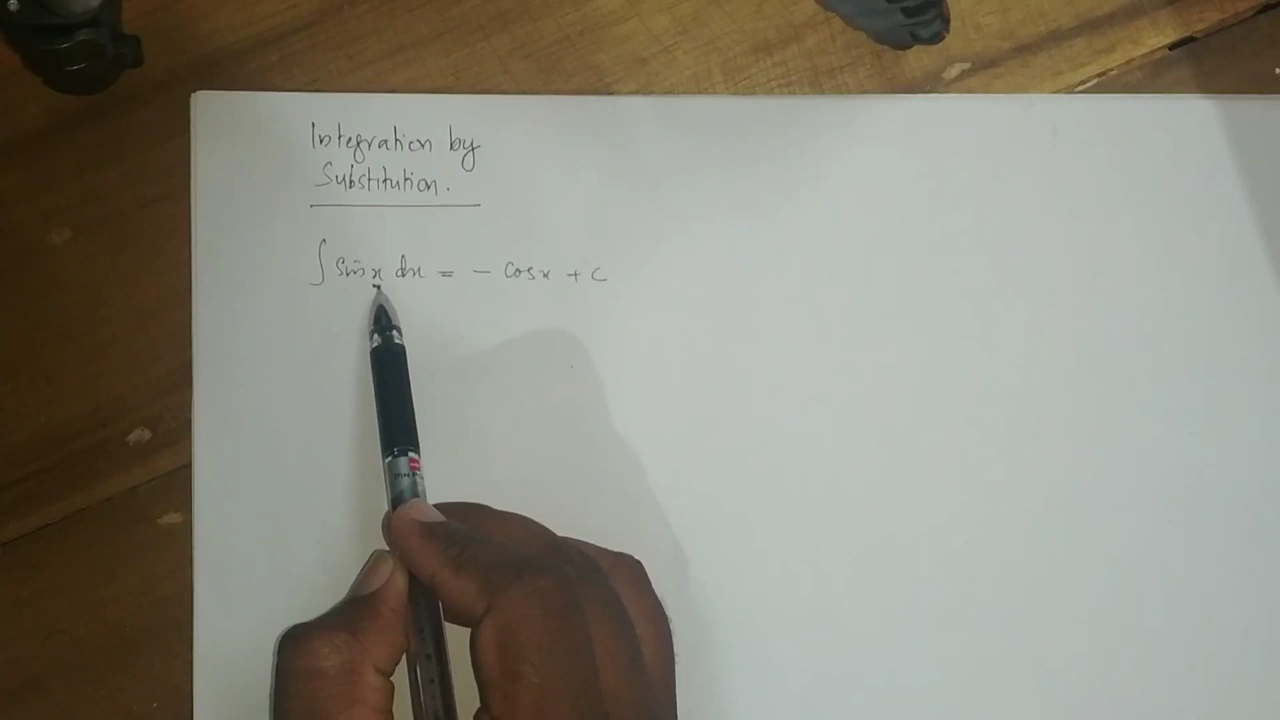 Integration by
Substitution.
∫ sin x dx = - cos x + c